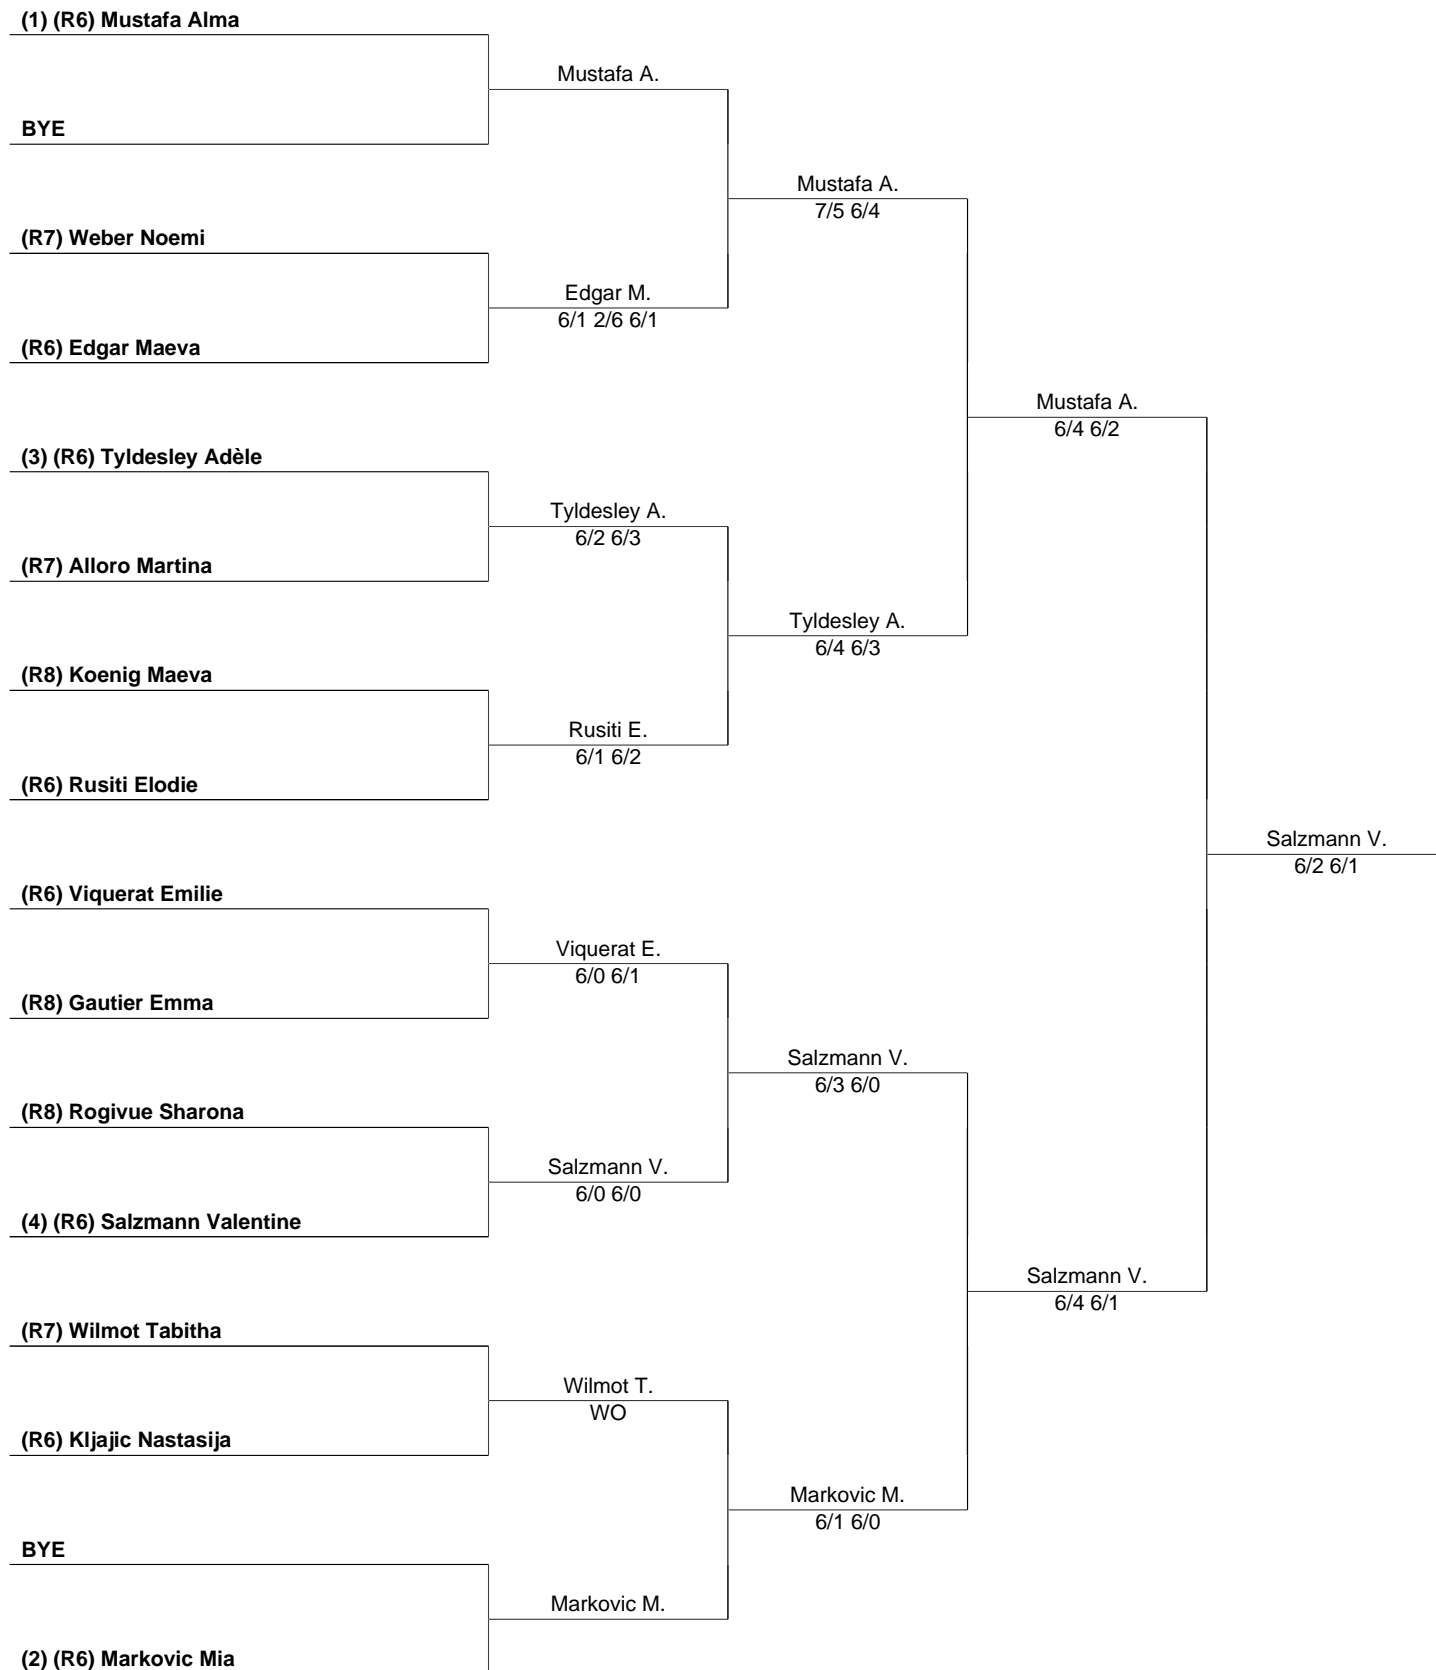 (1) (R6) Mustafa Alma
Mustafa A.
BYE
Mustafa A.
7/5 6/4
(R7) Weber Noemi
Edgar M.
6/1 2/6 6/1
(R6) Edgar Maeva
Mustafa A.
6/4 6/2
(3) (R6) Tyldesley Adèle
Tyldesley A.
6/2 6/3
(R7) Alloro Martina
Tyldesley A.
6/4 6/3
(R8) Koenig Maeva
Rusiti E.
6/1 6/2
(R6) Rusiti Elodie
Salzmann V.
6/2 6/1
(R6) Viquerat Emilie
Viquerat E.
6/0 6/1
(R8) Gautier Emma
Salzmann V.
6/3 6/0
(R8) Rogivue Sharona
Salzmann V.
6/0 6/0
(4) (R6) Salzmann Valentine
Salzmann V.
6/4 6/1
(R7) Wilmot Tabitha
Wilmot T.
WO
(R6) Kljajic Nastasija
Markovic M.
6/1 6/0
BYE
Markovic M.
(2) (R6) Markovic Mia